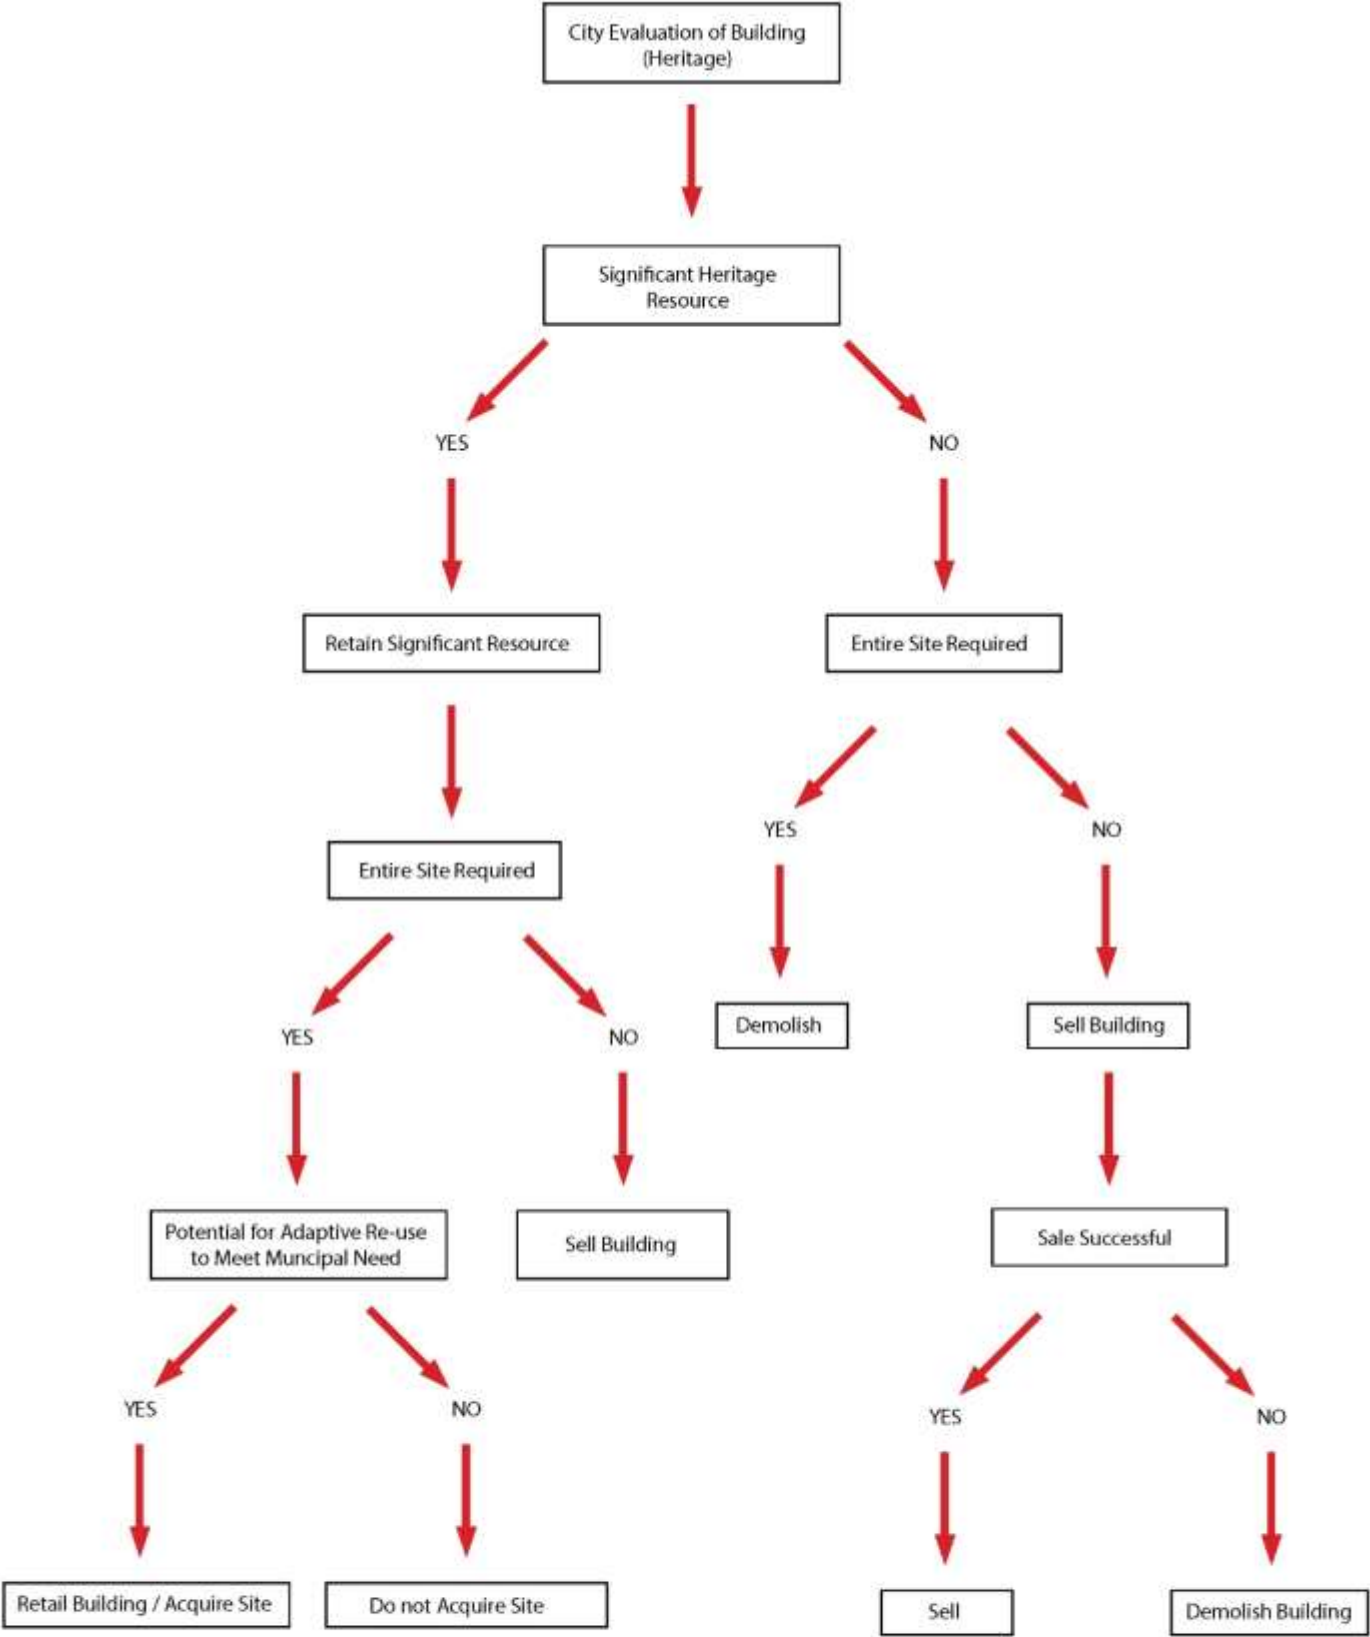 City Evaluation of Building
(Heritage)
Significant Heritage
Resource
YES
NO
Retain Significant Resource
Entire Site Required
YES
NO
Entire Site Required
Demolish
Sell Building
YES
NO
Potential for Adaptive Re-use
to Meet Muncipal Need
Sell Building
Sale Successful
YES
NO
YES
NO
Retail Building / Acquire Site
Do not Acquire Site
Sell
Demolish Building